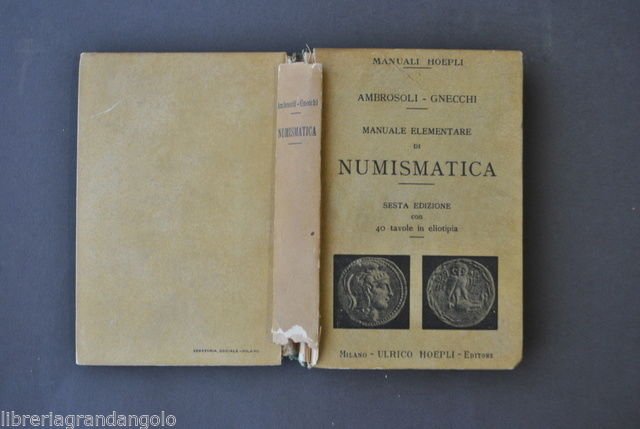 MANUALI HOEPLI
AMBROSOLI - GNECCHI
MANUALE ELEMENTARE
DI
NUMISMATICA
SESTA EDIZIONE
con
40 tavole in eliotipia
MILANO - ULRICO HOEPLI - EDITORE
Ambrosoli - Gnecchi
NUMISMATICA
libreriagrandangolo